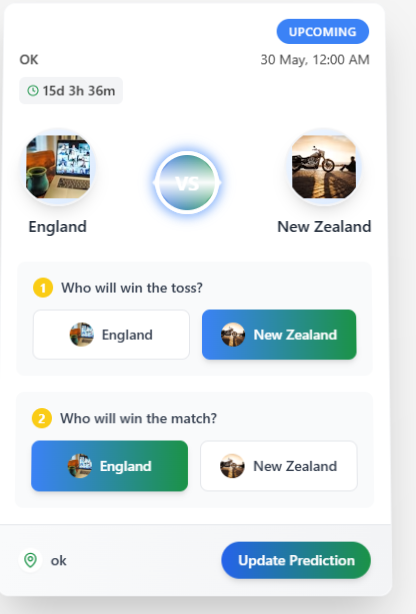 UPCOMING
OK
30 May, 12:00 AM
15d 3h 36m
VS
England
New Zealand
1 Who will win the toss?
England
New Zealand
2 Who will win the match?
England
New Zealand
ok
Update Prediction